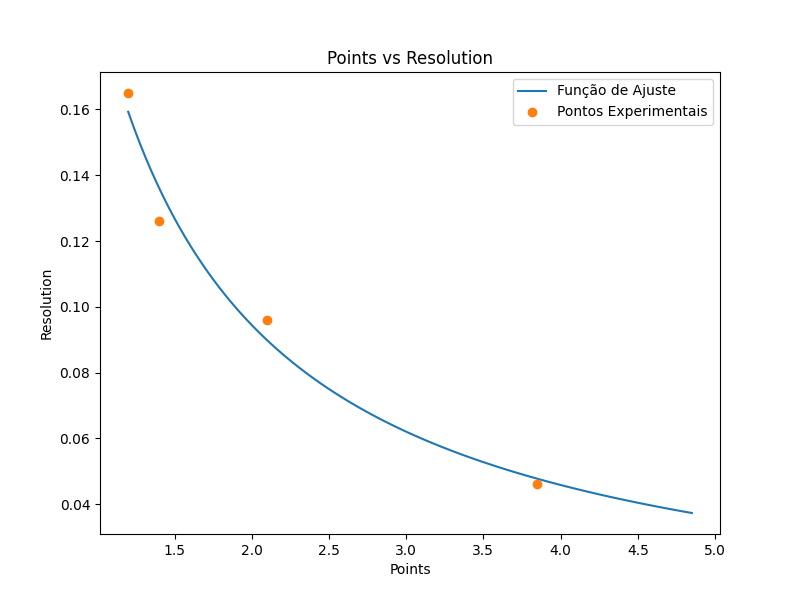 Points vs Resolution
Função de Ajuste
Pontos Experimentais
0.16
0.14
0.12
0.10
0.08
0.06
0.04
Resolution
1.5 2.0 2.5 3.0 3.5 4.0 4.5 5.0
Points